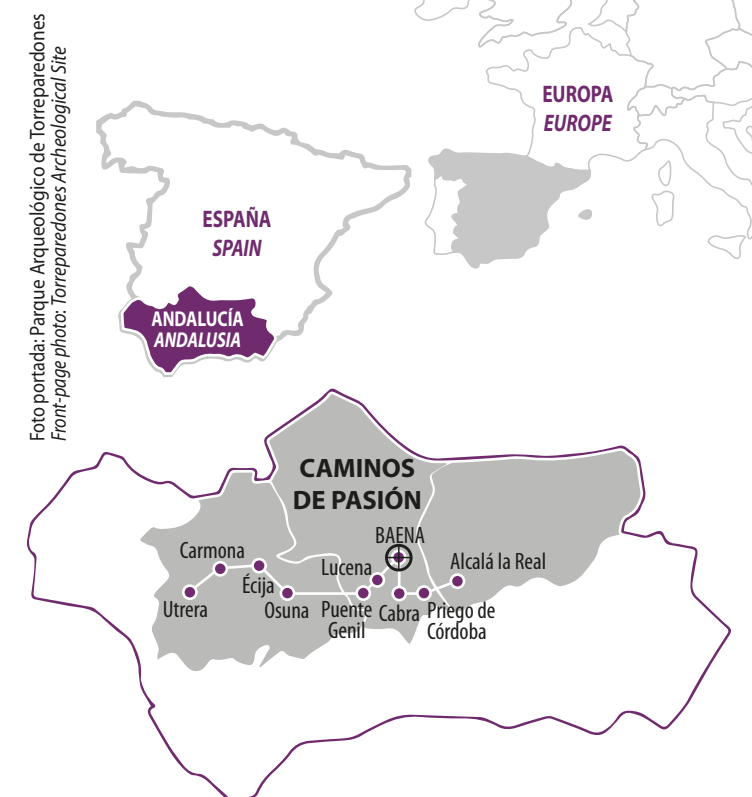 Foto portada: Parque Arqueológico de Torreparedones
Front-page photo: Torreparedones Archeological Site
EUROPA
EUROPE
ESPAÑA
SPAIN
ANDALUCÍA
ANDALUSIA
CAMINOS
DE PASIÓN
BAENA
Carmona
Écija
Lucena
Alcalá la Real
Utrera
Osuna
Puente
Genil
Cabra
Priego de
Córdoba